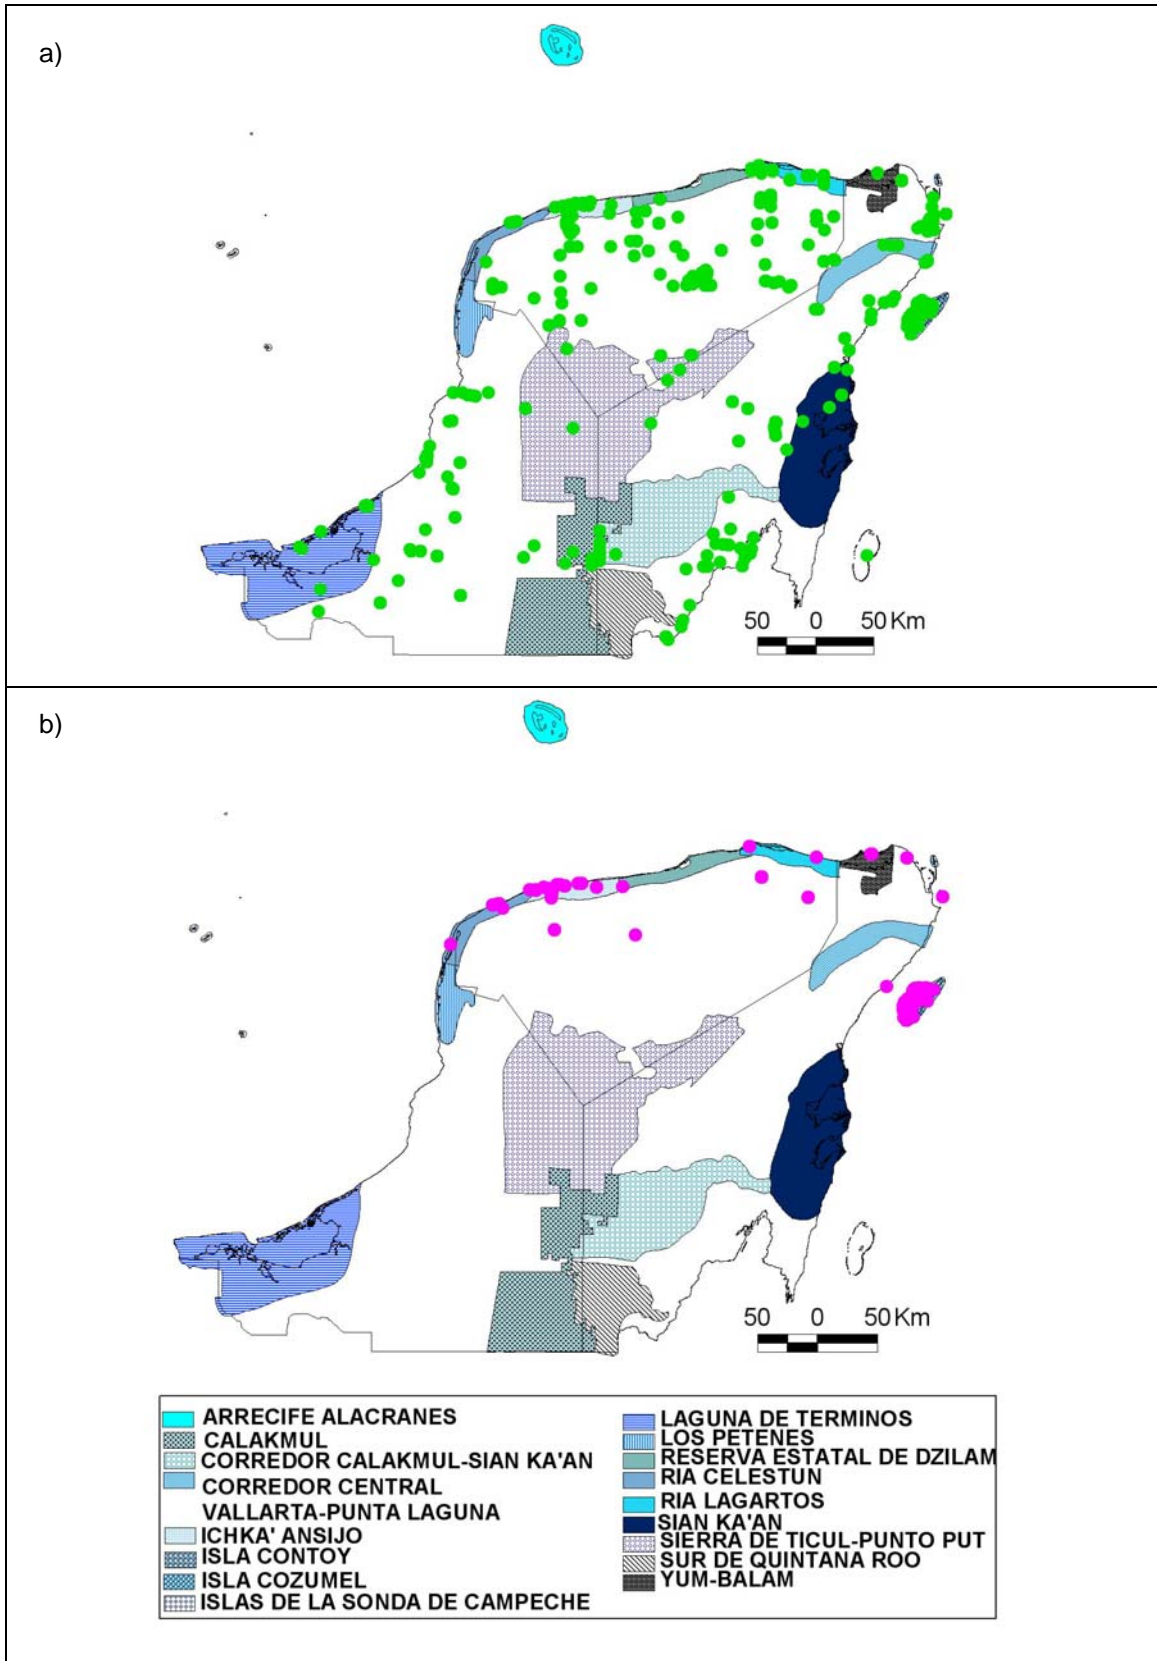 a)
50 0 50 Km
b)
50 0 50 Km
ARRECIFE ALACRANES
CALAKMUL
CORREDOR CALAKMUL-SIAN KA'AN
CORREDOR CENTRAL
VALLARTA-PUNTA LAGUNA
ICHKA' ANSIJO
ISLA CONTOY
ISLA COZUMEL
ISLAS DE LA SONDA DE CAMPECHE
LAGUNA DE TERMINOS
LOS PETENES
RESERVA ESTATAL DE DZILAM
RIA CELESTUN
RIA LAGARTOS
SIAN KA'AN
SIERRA DE TICUL-PUNTO PUT
SUR DE QUINTANA ROO
YUM-BALAM